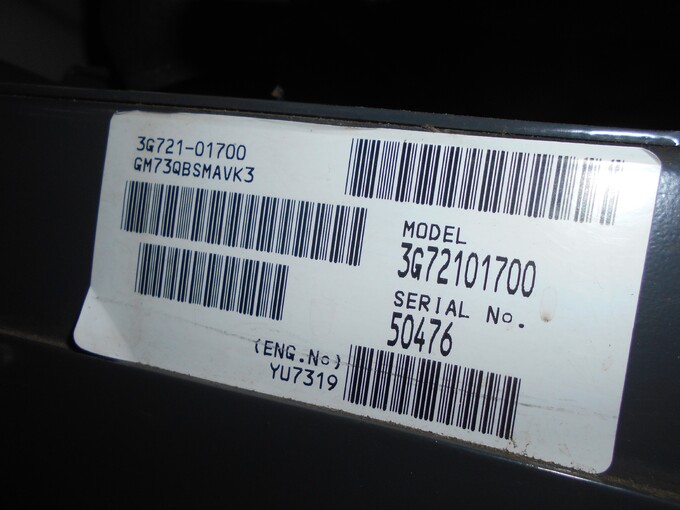 3G721-01700
GM73QBSMAVK3
MODEL
3G72101700
SERIAL No.
50476
(ENG.No)
YU7319